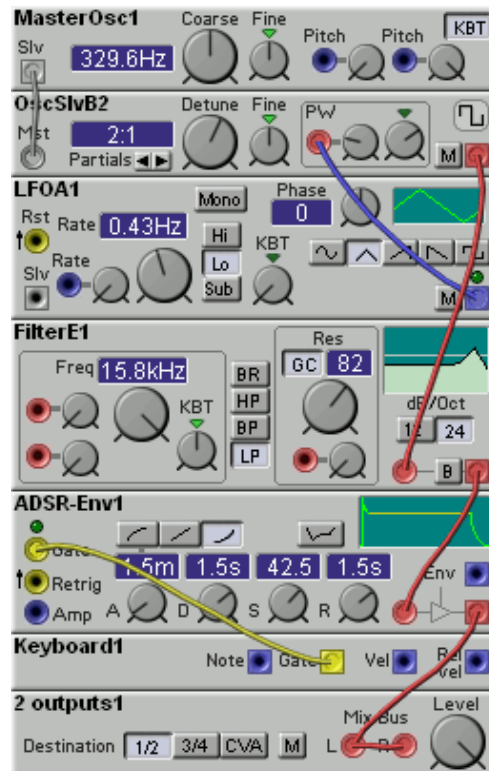 MasterOsc1 Coarse Fine KBT
Slv 329.6Hz Pitch Pitch
OscSlvB2 Detune Fine PW
Mst 2:1
Partials M
LFOA1 Mono Phase
Rst Rate 0.43Hz 0
Hi
Slv Rate Lo KBT
Sub M
FilterE1 Res
Freq 15.8kHz BR GC 82
KBT HP dB/Oct
BP 12 24
LP B
ADSR-Env1
Gate 1.5m 1.5s 42.5 1.5s Env
Retrig
Amp A D S R
Keyboard1
Note Gate Vel Rel vel
2 outputs1 Mix Bus Level
Destination 1/2 3/4 CVA M L R